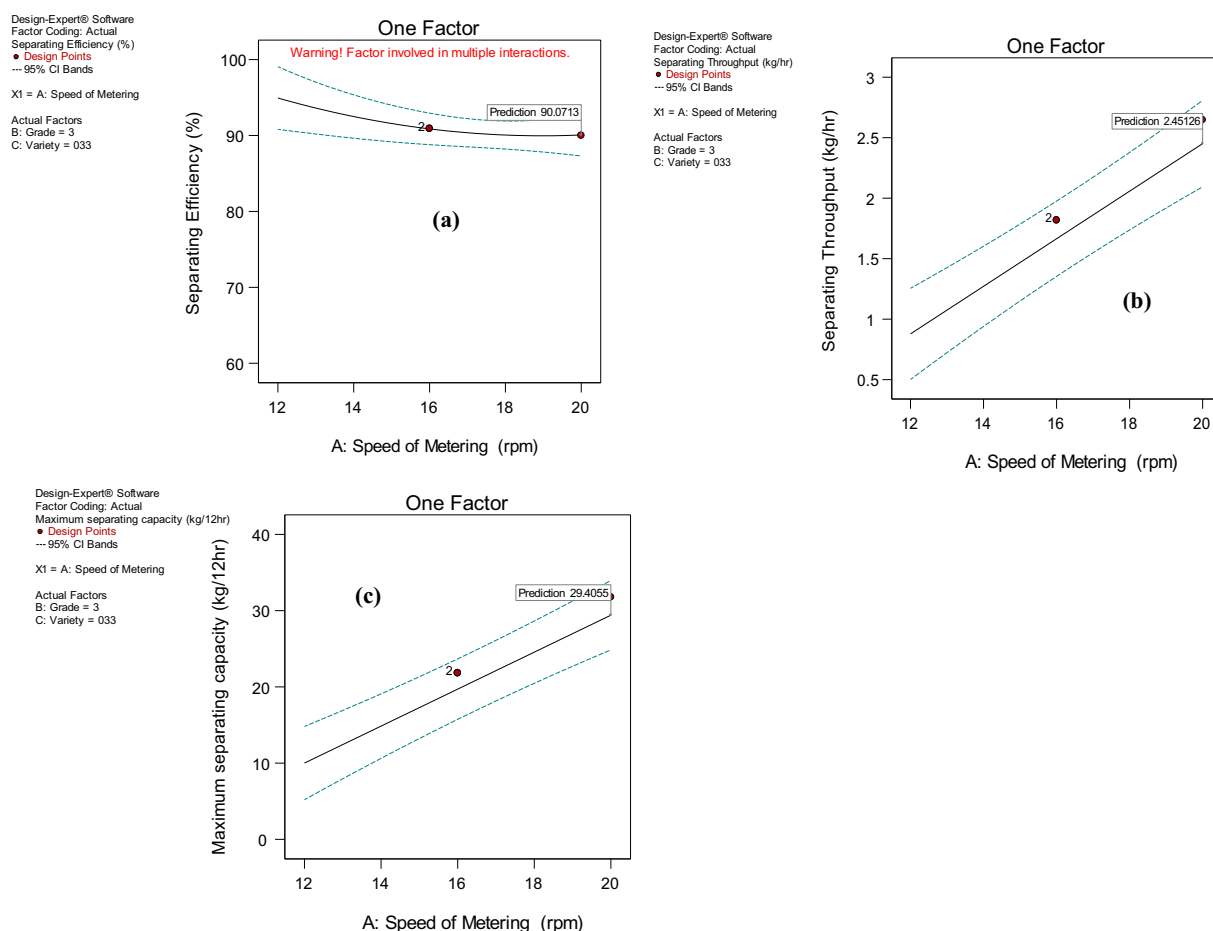 Design-Expert® Software
Factor Coding: Actual
Separating Efficiency (%)
Design Points
--- 95% CI Bands
X1 = A: Speed of Metering
Actual Factors
B: Grade = 3
C: Variety = 033
One Factor
Warning! Factor involved in multiple interactions.
Separating Efficiency (%)
100
90
80
70
60
2
Prediction 90.0713
(a)
12
14
16
18
20
A: Speed of Metering (rpm)
Design-Expert® Software
Factor Coding: Actual
Separating Throughput (kg/hr)
Design Points
--- 95% CI Bands
X1 = A: Speed of Metering
Actual Factors
B: Grade = 3
C: Variety = 033
One Factor
Separating Throughput (kg/hr)
3
2.5
2
1.5
1
0.5
Prediction 2.45126
2
(b)
12
14
16
18
20
A: Speed of Metering (rpm)
Design-Expert® Software
Factor Coding: Actual
Maximum separating capacity (kg/12hr)
Design Points
--- 95% CI Bands
X1 = A: Speed of Metering
Actual Factors
B: Grade = 3
C: Variety = 033
One Factor
Maximum separating capacity (kg/12hr)
40
30
20
10
0
Prediction 29.4055
(c)
2
12
14
16
18
20
A: Speed of Metering (rpm)